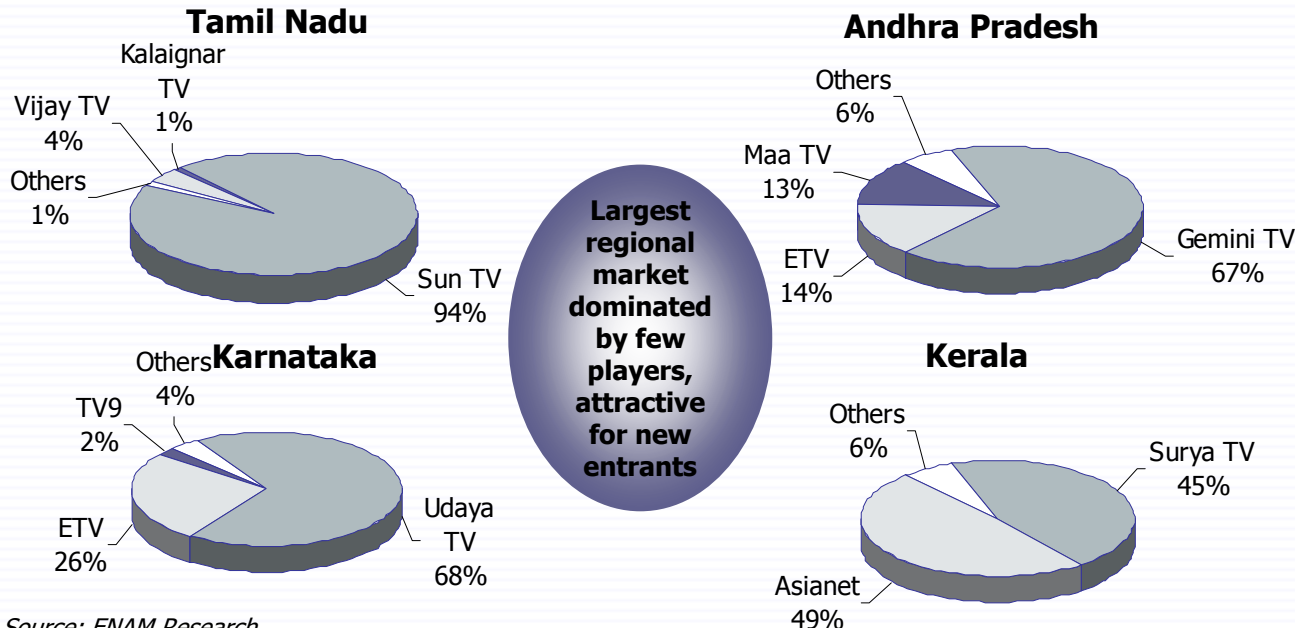 Tamil Nadu
Kalaignar
TV
1%
Vijay TV
4%
Others
1%
Sun TV
94%
Andhra Pradesh
Others
6%
Maa TV
13%
ETV
14%
Gemini TV
67%
Largest
regional
market
dominated
by few
players,
attractive
for new
entrants
Karnataka
Others
4%
TV9
2%
ETV
26%
Udaya
TV
68%
Kerala
Others
6%
Surya TV
45%
Asianet
49%
Source: ENAM Research